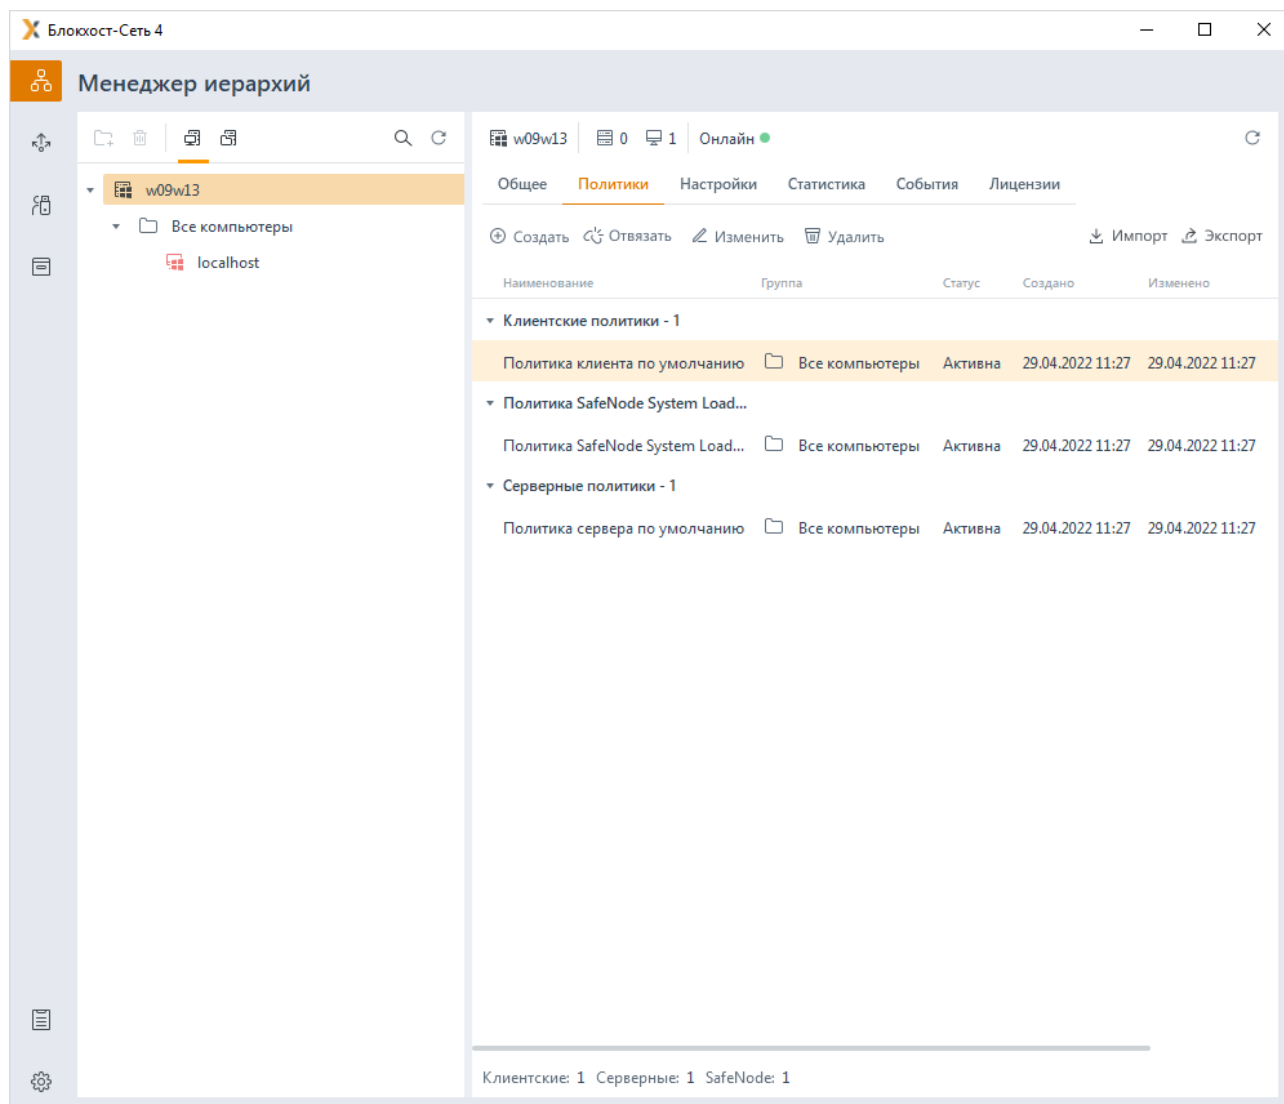 Блокхост-Сеть 4
Менеджер иерархий
w09w13 0 1 Онлайн
w09w13
Все компьютеры
localhost
Общее Политики Настройки Статистика События Лицензии
Создать Отвязать Изменить Удалить Импорт Экспорт
Наименование Группа Статус Создано Изменено
Клиентские политики - 1
Политика клиента по умолчанию Все компьютеры Активна 29.04.2022 11:27 29.04.2022 11:27
Политика SafeNode System Load...
Политика SafeNode System Load... Все компьютеры Активна 29.04.2022 11:27 29.04.2022 11:27
Серверные политики - 1
Политика сервера по умолчанию Все компьютеры Активна 29.04.2022 11:27 29.04.2022 11:27
Клиентские: 1 Серверные: 1 SafeNode: 1